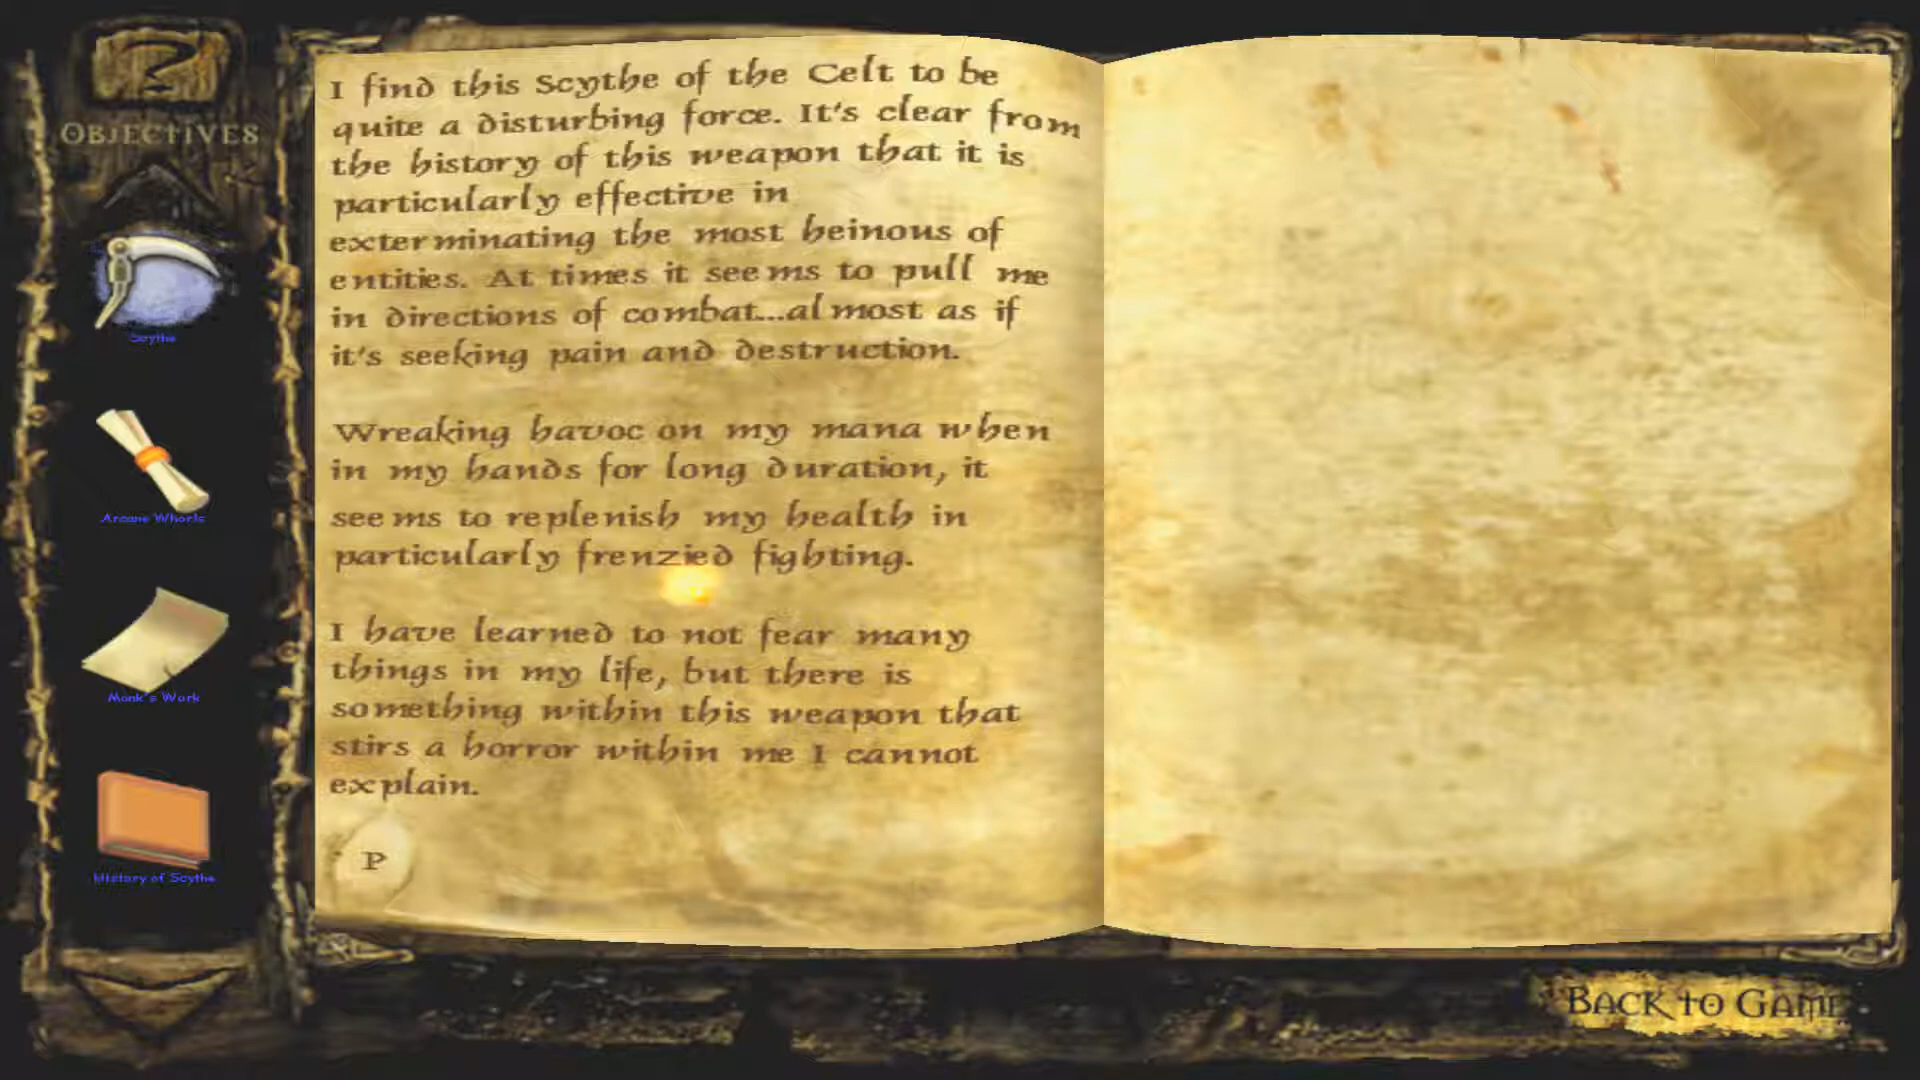 OBJECTIVES
Scythe
Arcane Whorls
Monk's Work
History of Scythe
I find this Scythe of the Celt to be
quite a disturbing force. It's clear from
the history of this weapon that it is
particularly effective in
exterminating the most heinous of
entities. At times it seems to pull me
in directions of combat...almost as if
it's seeking pain and destruction.
Wreaking havoc on my mana when
in my hands for long duration, it
seems to replenish my health in
particularly frenzied fighting.
I have learned to not fear many
things in my life, but there is
something within this weapon that
stirs a horror within me I cannot
explain.
P
BACK TO GAME